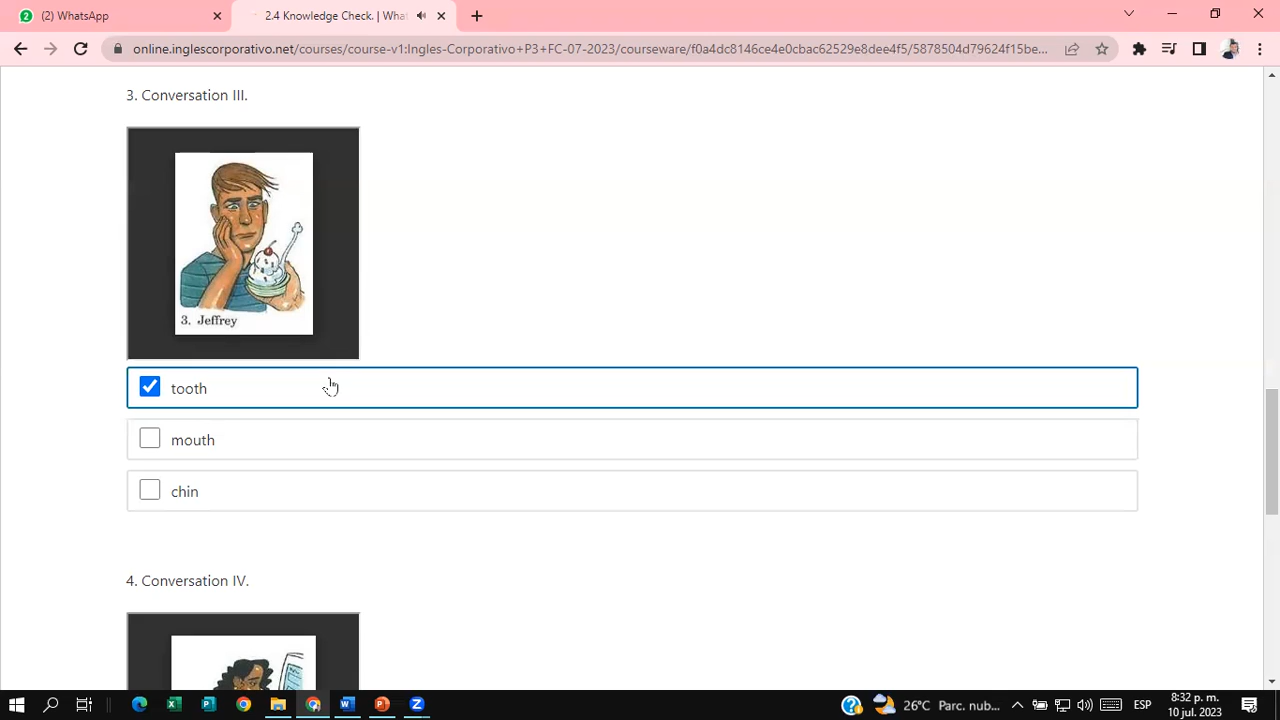 (2) WhatsApp
2.4 Knowledge Check. | Wha
online.inglescorporativo.net/courses/course-v1:Ingles-Corporativo+P3+FC-07-2023/courseware/f0a4dc8146ce4e0cbac62529e8dee4f5/5878504d79624f15be...
3. Conversation III.
3. Jeffrey
tooth
mouth
chin
4. Conversation IV.
26°C Parc. nub...
ESP
8:32 p. m.
10 jul. 2023